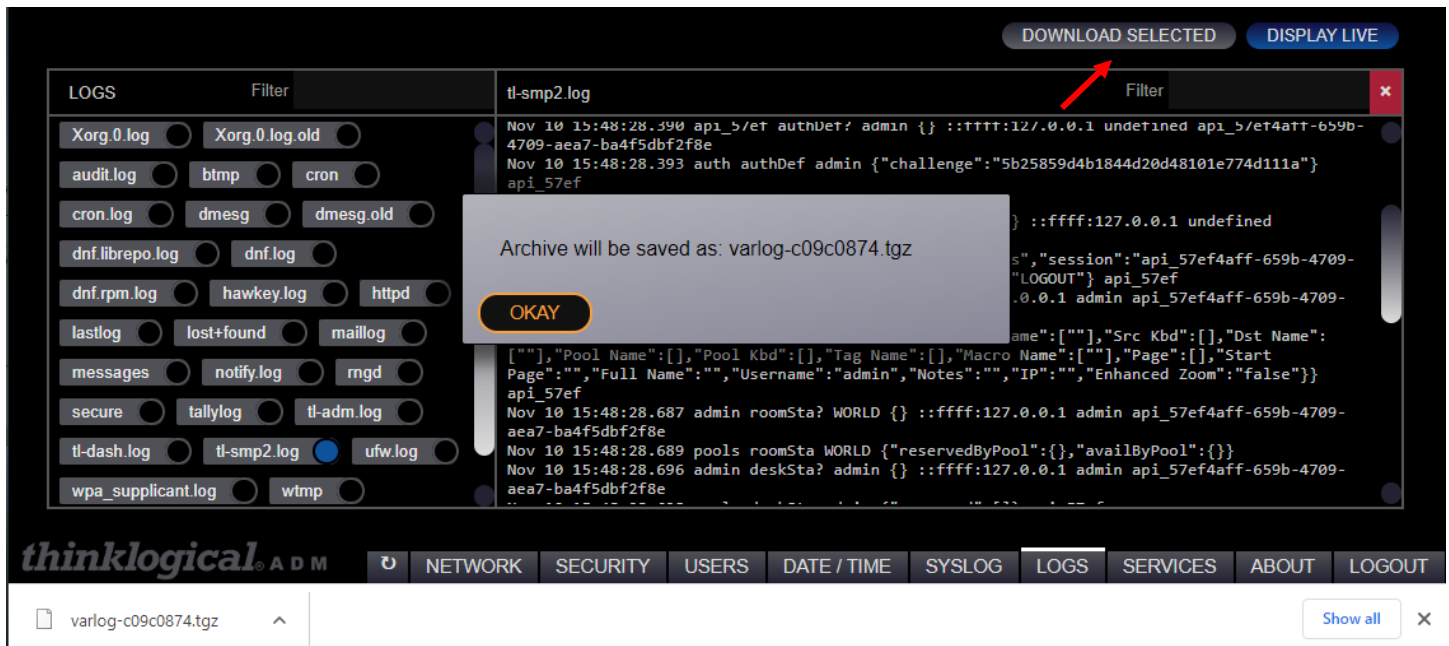 DOWNLOAD SELECTED DISPLAY LIVE
LOGS Filter
Xorg.0.log Xorg.0.log.old
audit.log btmp cron
cron.log dmesg dmesg.old
dnf.librepo.log dnf.log
dnf.rpm.log hawkey.log httpd
lastlog lost+found maillog
messages notify.log rngd
secure tallylog tl-adm.log
tl-dash.log tl-smp2.log ufw.log
wpa_supplicant.log wtmp
tl-smp2.log Filter ×
Nov 10 15:48:28.390 api_57ef authDef? admin {} ::ffff:127.0.0.1 undefined api_57ef4aff-659b-
4709-aea7-ba4f5dbf2f8e
Nov 10 15:48:28.393 auth authDef admin {"challenge":"5b25859d4b1844d20d48101e774d111a"}
api_57ef
} ::ffff:127.0.0.1 undefined
s","session":"api_57ef4aff-659b-4709-
"LOGOUT"} api_57ef
.0.0.1 admin api_57ef4aff-659b-4709-
ame":[""],"Src Kbd":[],"Dst Name":
[""],"Pool Name":[],"Pool Kbd":[],"Tag Name":[],"Macro Name":[""],"Page":[],"Start
Page":"","Full Name":"","Username":"admin","Notes":"","IP":"","Enhanced Zoom":"false"}}
api_57ef
Nov 10 15:48:28.687 admin roomSta? WORLD {} ::ffff:127.0.0.1 admin api_57ef4aff-659b-4709-
aea7-ba4f5dbf2f8e
Nov 10 15:48:28.689 pools roomSta WORLD {"reservedByPool":{},"availByPool":{}}
Nov 10 15:48:28.696 admin deskSta? admin {} ::ffff:127.0.0.1 admin api_57ef4aff-659b-4709-
aea7-ba4f5dbf2f8e
Archive will be saved as: varlog-c09c0874.tgz
OKAY
thinklogical® ADM ↻ NETWORK SECURITY USERS DATE / TIME SYSLOG LOGS SERVICES ABOUT LOGOUT
varlog-c09c0874.tgz Show all ×